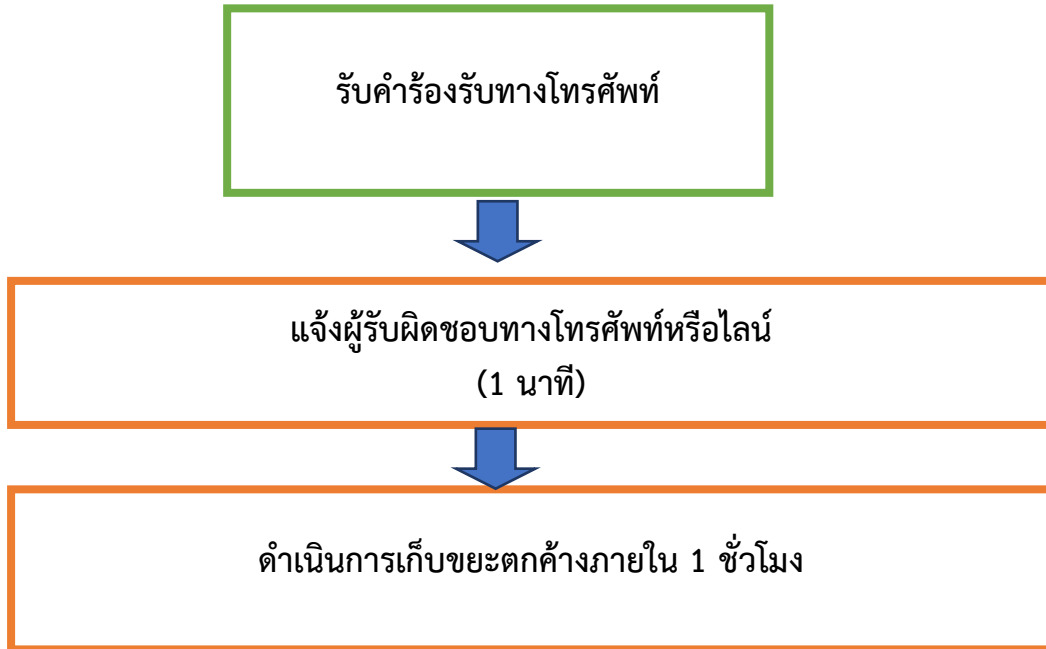 รับคำร้องรับทางโทรศัพท์
แจ้งผู้รับผิดชอบทางโทรศัพท์หรือไลน์
(1 นาที)
ดำเนินการเก็บขยะตกค้างภายใน 1 ชั่วโมง